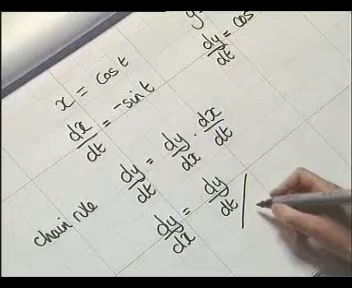 y
dy/dt = cos
x = cos t
dx/dt = -sin t
chain rule dy/dt = dy/dx . dx/dt
dy/dx = dy/dt /